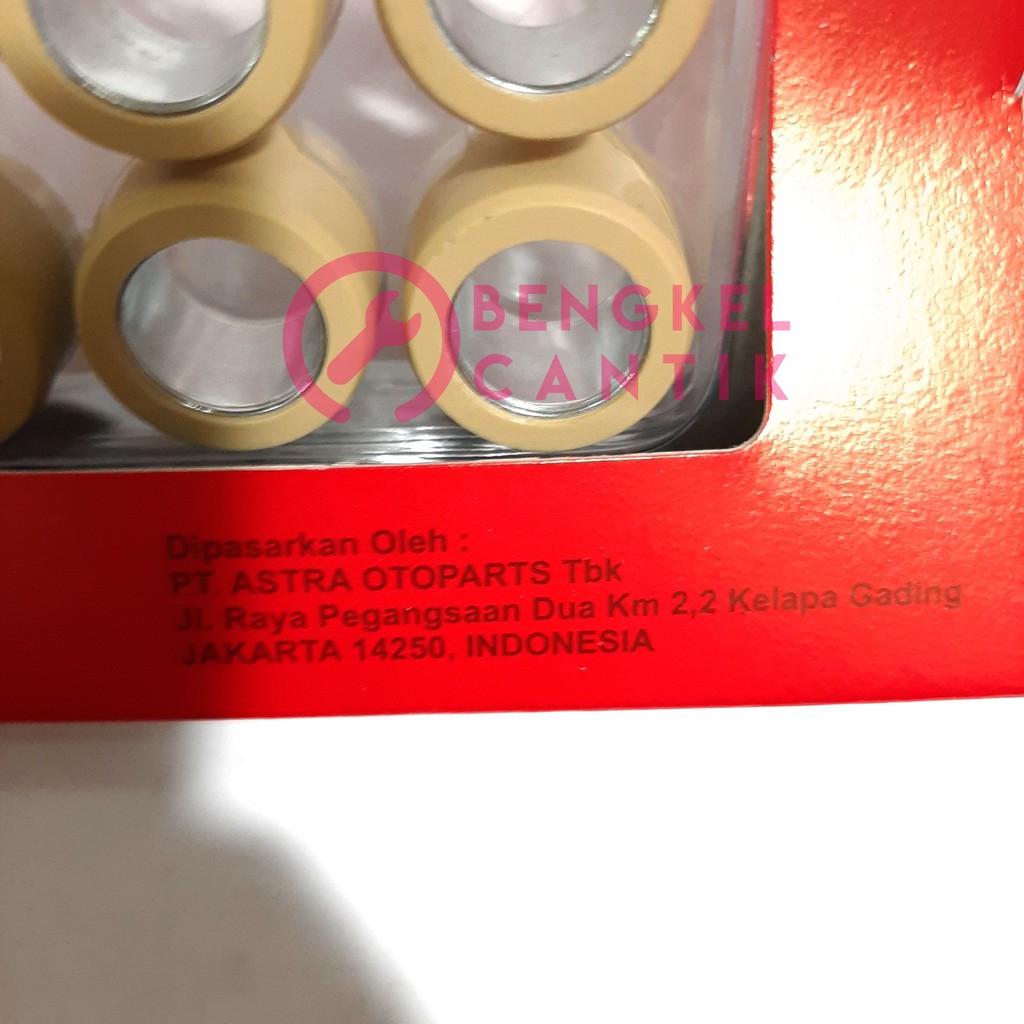 BENGKEL
CANTIK
Dipasarkan Oleh :
PT. ASTRA OTOPARTS Tbk
Jl. Raya Pegangsaan Dua Km 2,2 Kelapa Gading
JAKARTA 14250, INDONESIA